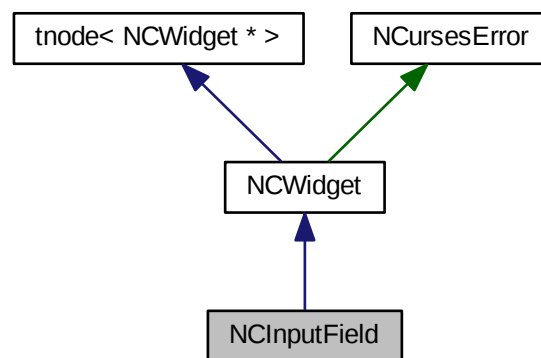 tnode< NCWidget * >
NCursesError
NCWidget
NCInputField